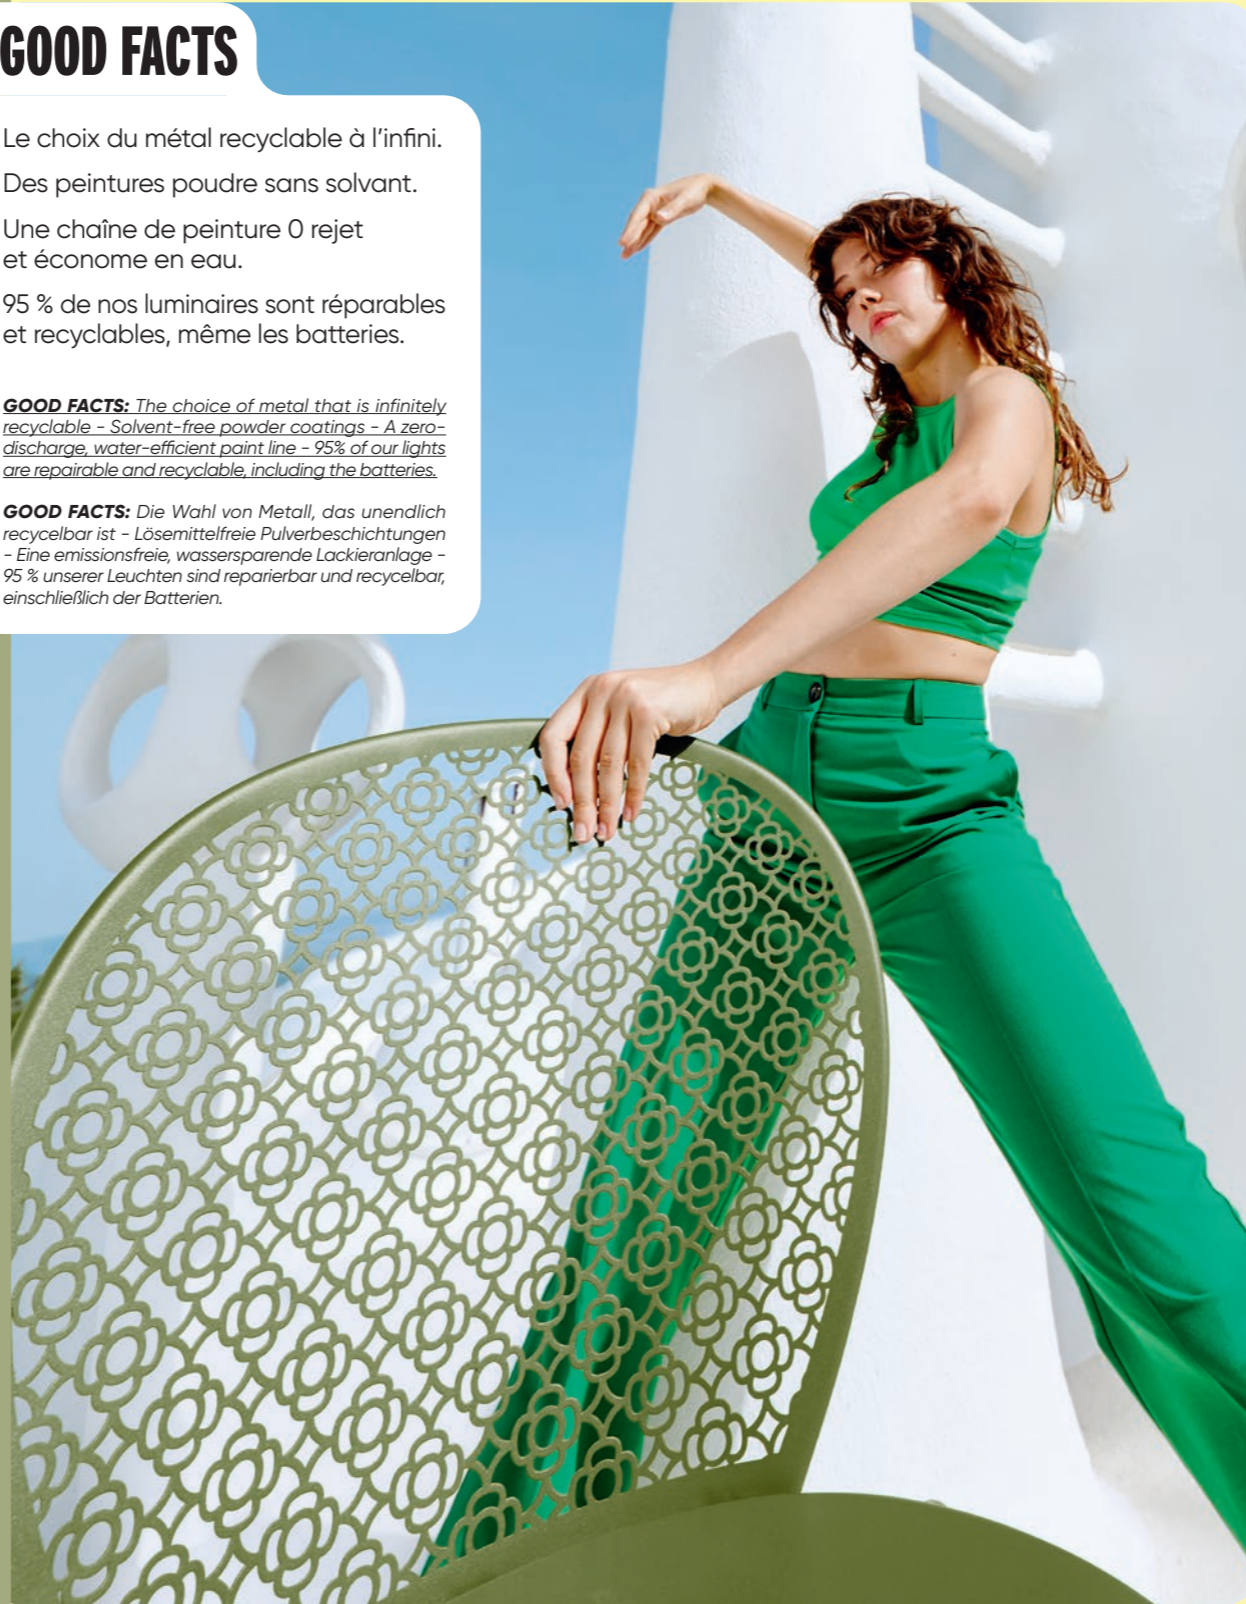 GOOD FACTS
Le choix du métal recyclable à l’infini.
Des peintures poudre sans solvant.
Une chaîne de peinture 0 rejet
et économe en eau.
95 % de nos luminaires sont réparables
et recyclables, même les batteries.
GOOD FACTS: The choice of metal that is infinitely
recyclable - Solvent-free powder coatings - A zero-
discharge, water-efficient paint line - 95% of our lights
are repairable and recyclable, including the batteries.
GOOD FACTS: Die Wahl von Metall, das unendlich
recycelbar ist - Lösemittelfreie Pulverbeschichtungen
- Eine emissionsfreie, wassersparende Lackieranlage -
95 % unserer Leuchten sind reparierbar und recycelbar,
einschließlich der Batterien.